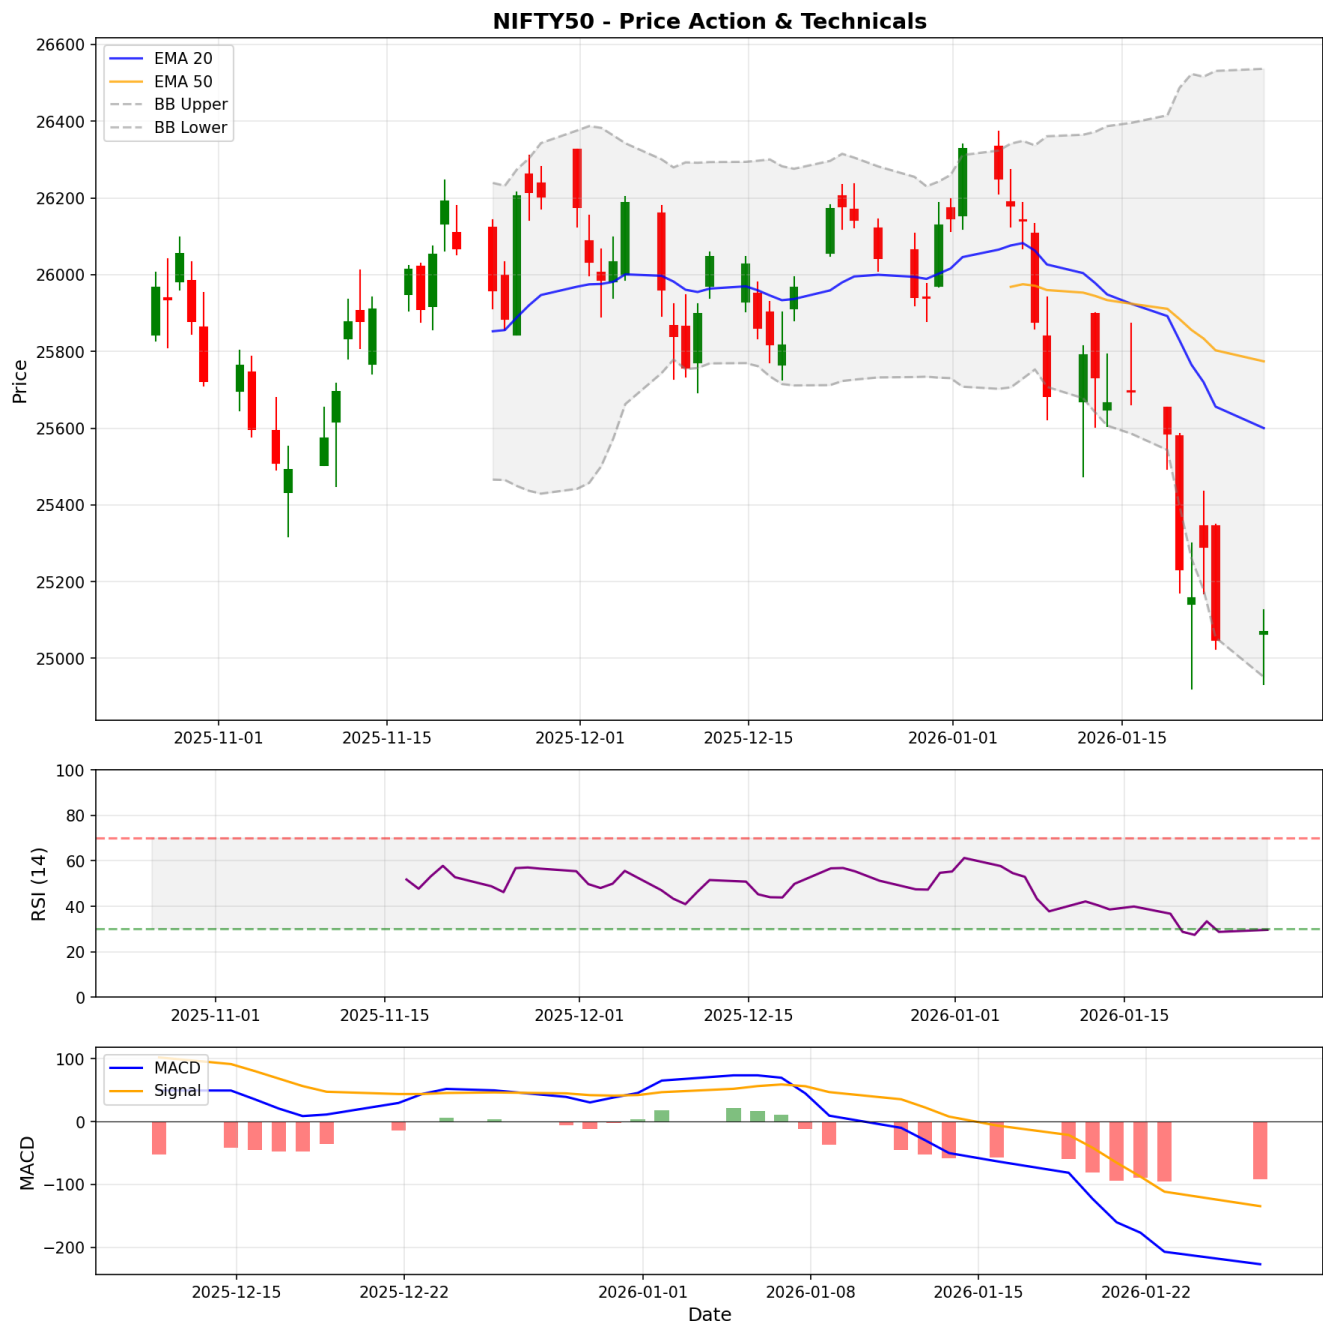 NIFTY50 - Price Action & Technicals
EMA 20
EMA 50
BB Upper
BB Lower
26600
26400
26200
26000
25800
25600
25400
25200
25000
Price
2025-11-01 2025-11-15 2025-12-01 2025-12-15 2026-01-01 2026-01-15
100
80
60
40
20
0
RSI (14)
2025-11-01 2025-11-15 2025-12-01 2025-12-15 2026-01-01 2026-01-15
MACD
Signal
100
0
−100
−200
MACD
2025-12-15 2025-12-22 2026-01-01 2026-01-08 2026-01-15 2026-01-22
Date